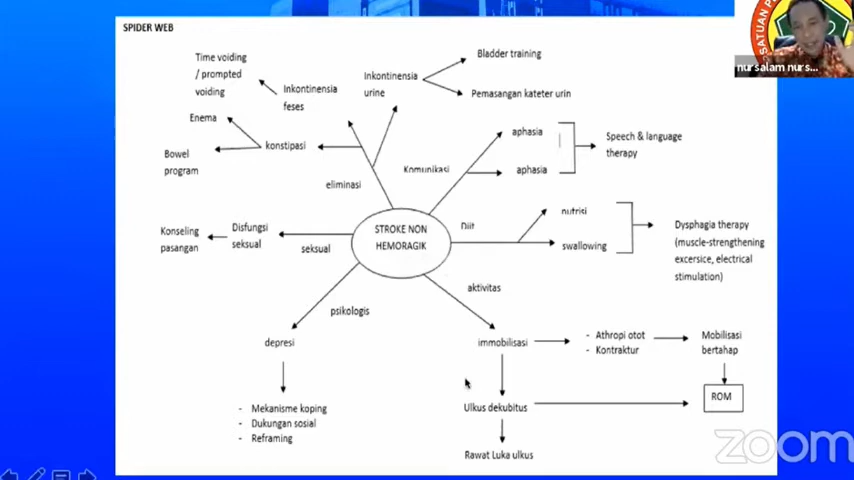 SPIDER WEB
SATUAN
nursalam nurs...
Time voiding
/ prompted
voiding
Inkontinensia
feses
Inkontinensia
urine
Bladder training
Pemasangan kateter urin
Enema
konstipasi
Bowel
program
eliminasi
Komunikasi
aphasia
aphasia
Speech & language
therapy
Konseling
pasangan
Disfungsi
seksual
seksual
STROKE NON
HEMORAGIK
Diit
nutrisi
swallowing
Dysphagia therapy
(muscle-strengthening
excersice, electrical
stimulation)
psikologis
aktivitas
depresi
immobilisasi
- Athropi otot
- Kontraktur
Mobilisasi
bertahap
ROM
- Mekanisme koping
- Dukungan sosial
- Reframing
Ulkus dekubitus
Rawat Luka ulkus
zoom